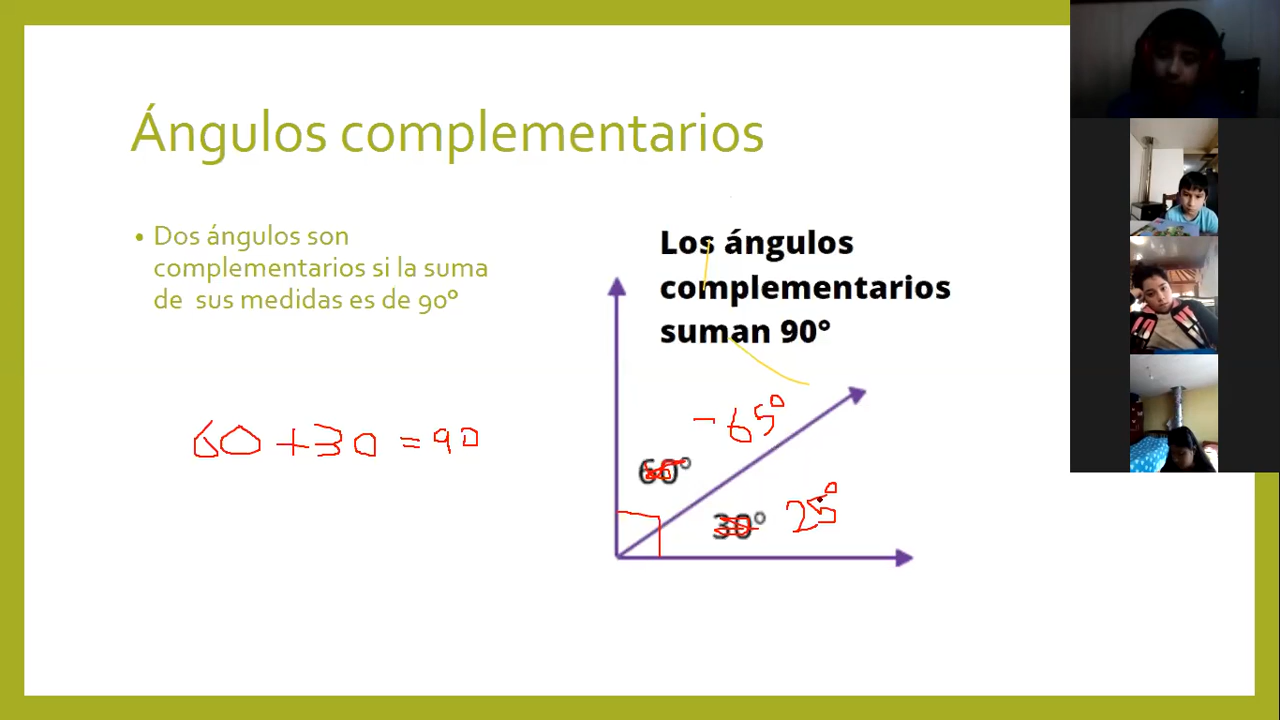 Ángulos complementarios
• Dos ángulos son
complementarios si la suma
de sus medidas es de 90º
Los ángulos
complementarios
suman 90°
60 + 30 = 90
- 65°
60°
30°
25°